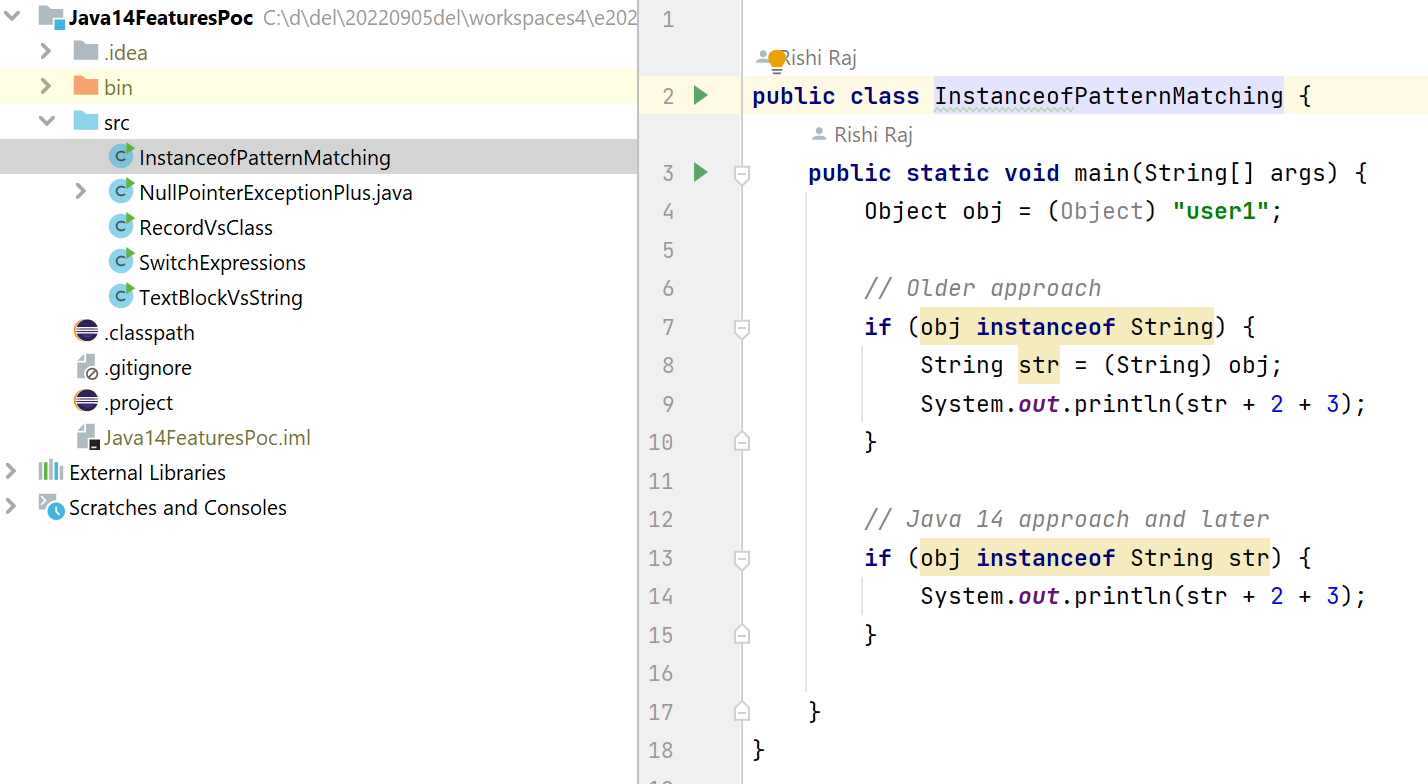 Java14FeaturesPoc C:\d\del\20220905del\workspaces4\e202
.idea
bin
src
InstanceofPatternMatching
NullPointerExceptionPlus.java
RecordVsClass
SwitchExpressions
TextBlockVsString
.classpath
.gitignore
.project
Java14FeaturesPoc.iml
External Libraries
Scratches and Consoles
1
Rishi Raj
2 public class InstanceofPatternMatching {
Rishi Raj
3 public static void main(String[] args) {
4 Object obj = (Object) "user1";
5
6 // Older approach
7 if (obj instanceof String) {
8 String str = (String) obj;
9 System.out.println(str + 2 + 3);
10 }
11
12 // Java 14 approach and later
13 if (obj instanceof String str) {
14 System.out.println(str + 2 + 3);
15 }
16
17 }
18 }